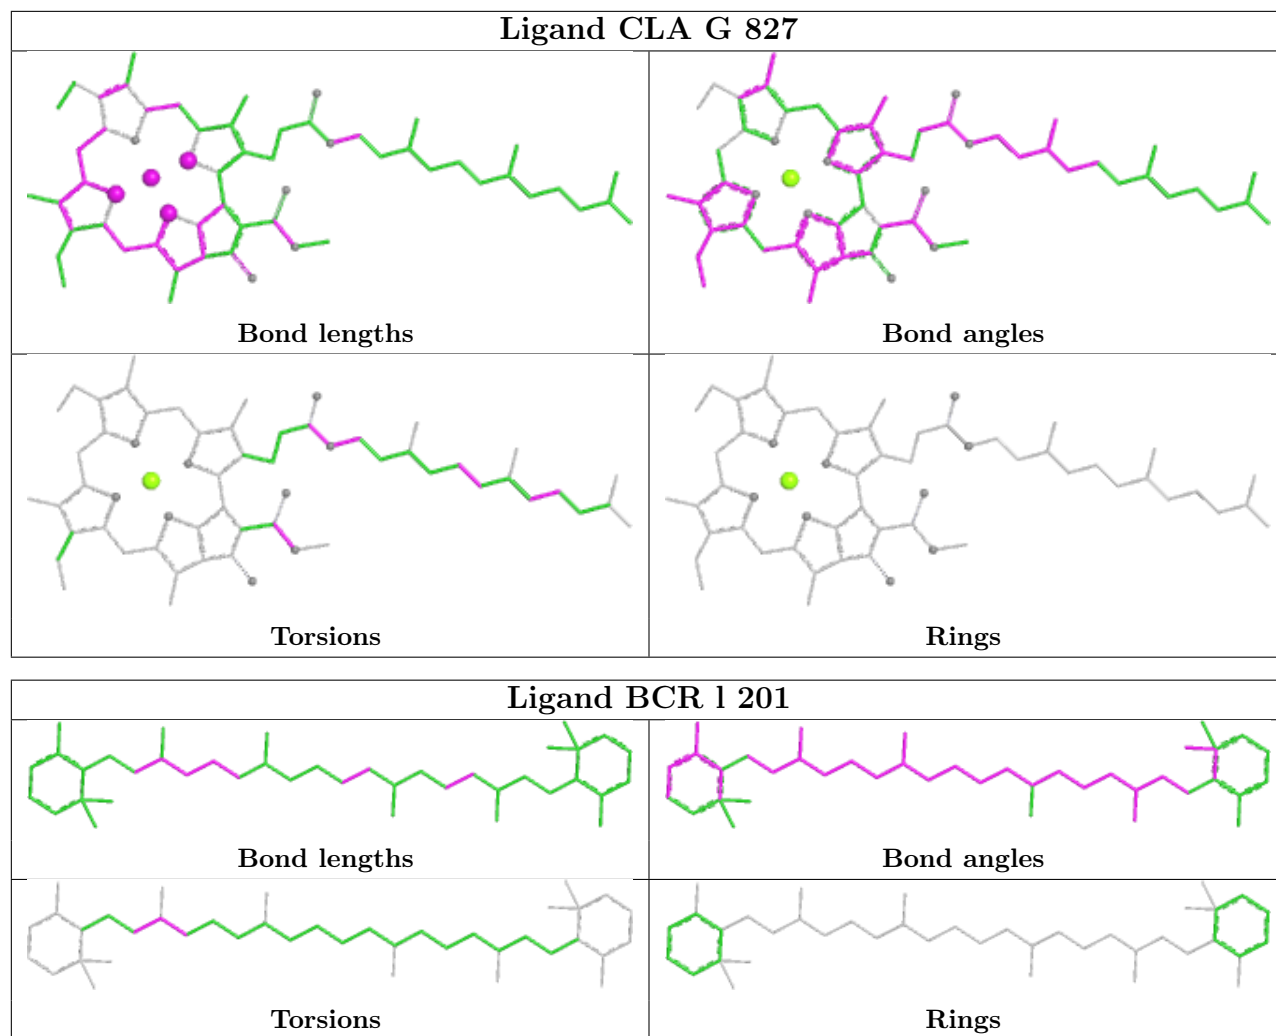 Ligand CLA G 827
Bond lengths
Bond angles
Torsions
Rings
Ligand BCR l 201
Bond lengths
Bond angles
Torsions
Rings